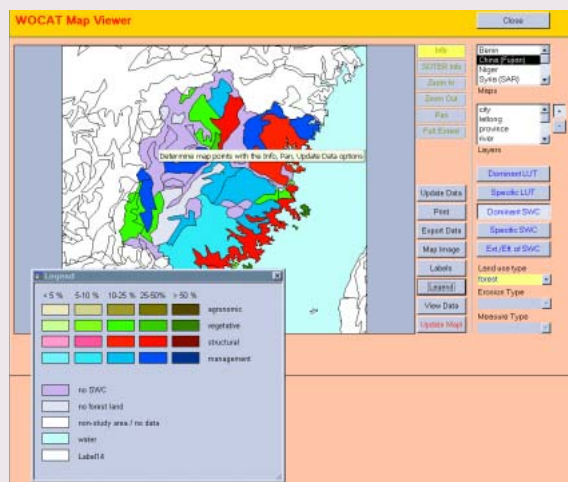 WOCAT Map Viewer
Close
Info
SOTER Info
Zoom In
Zoom Out
Pan
Full Extent
Benin
China (Fujian)
Niger
Syria (SAR)
Maps
city
province
river
Layers
+
-
Determine map points with the Info, Pan, Update Data options
Dominant LUT
Update Data
Specific LUT
Print
Dominant SWC
Export Data
Specific SWC
Map Image
Ext./Eff. of SWC
Labels
Land use type
forest
Legend
Erosion Type
View Data
Measure Type
Update Map!
Legend
< 5 % 5-10 % 10-25 % 25-50% > 50 %
agronomic
vegetative
structural
management
no SWC
no forest land
non-study area / no data
water
Label14